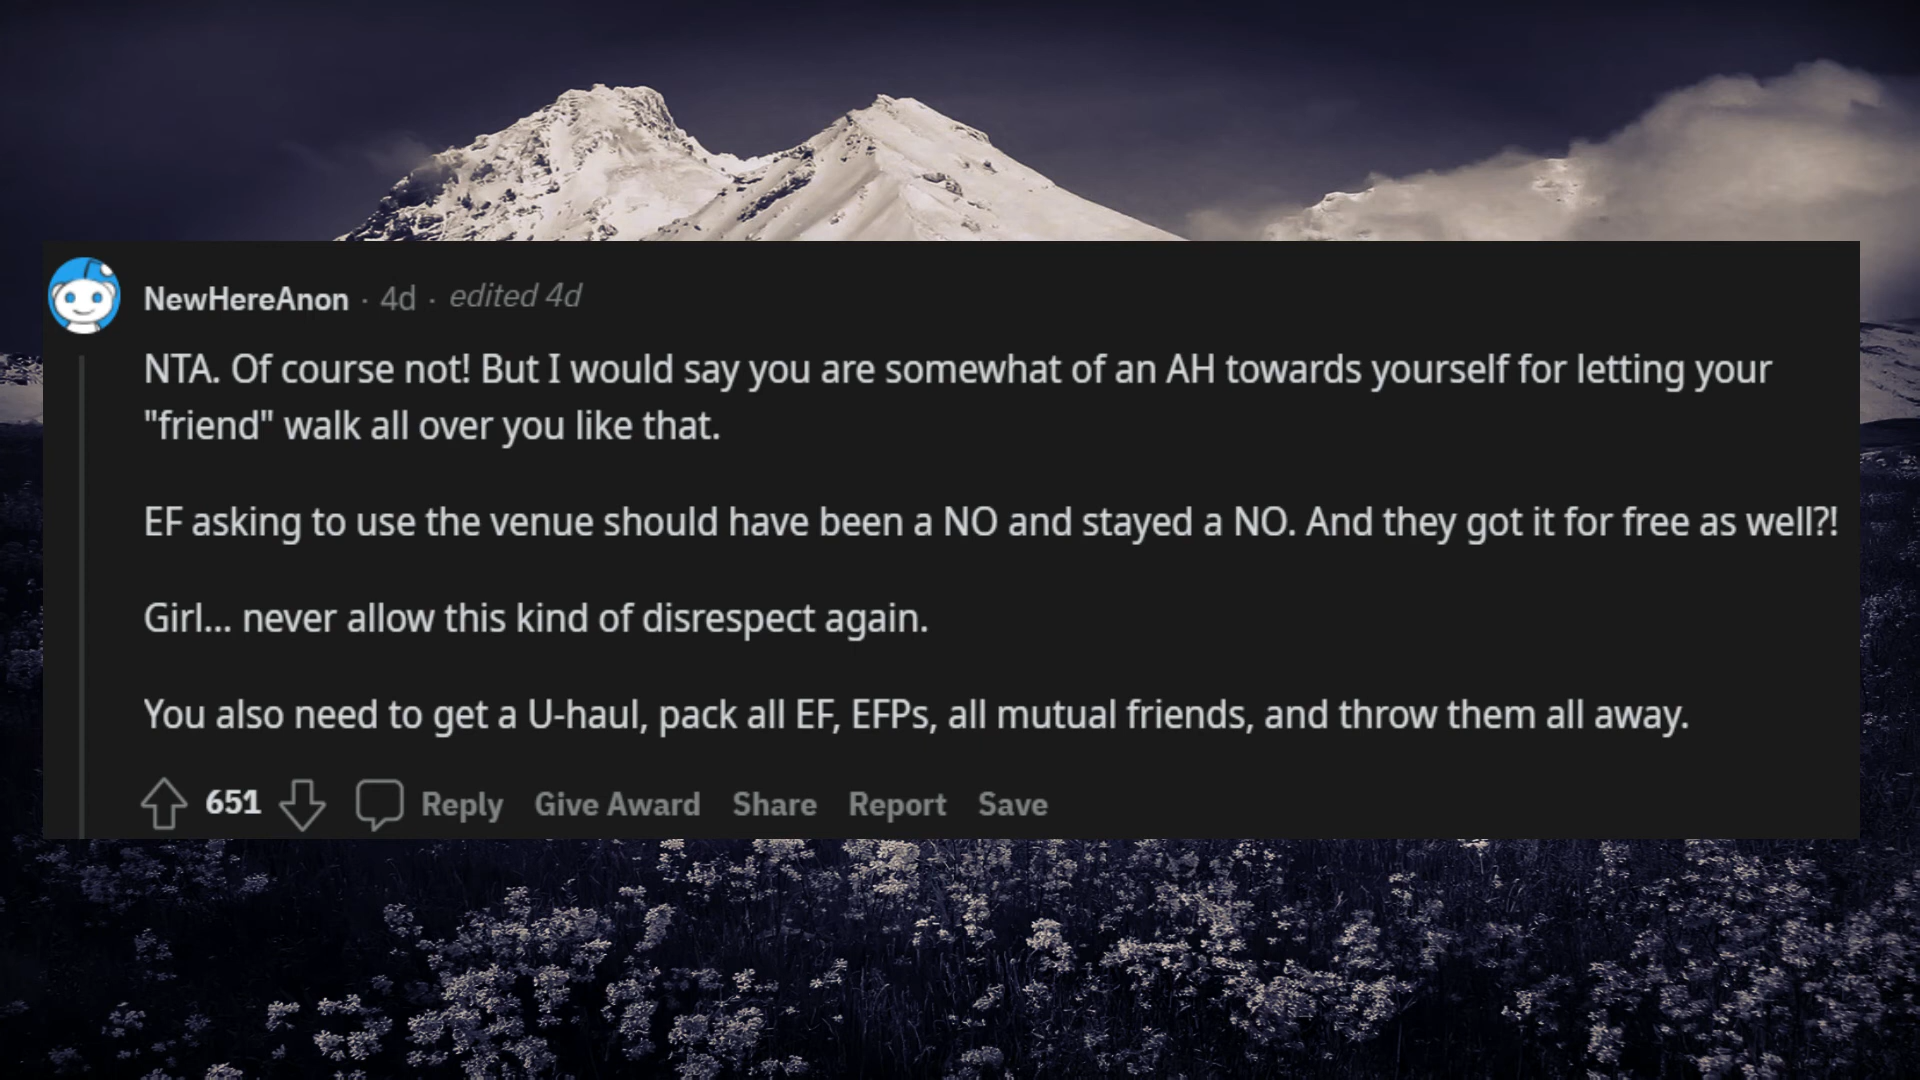 NewHereAnon · 4d · edited 4d
NTA. Of course not! But I would say you are somewhat of an AH towards yourself for letting your
"friend" walk all over you like that.
EF asking to use the venue should have been a NO and stayed a NO. And they got it for free as well?!
Girl... never allow this kind of disrespect again.
You also need to get a U-haul, pack all EF, EFPs, all mutual friends, and throw them all away.
651 Reply Give Award Share Report Save